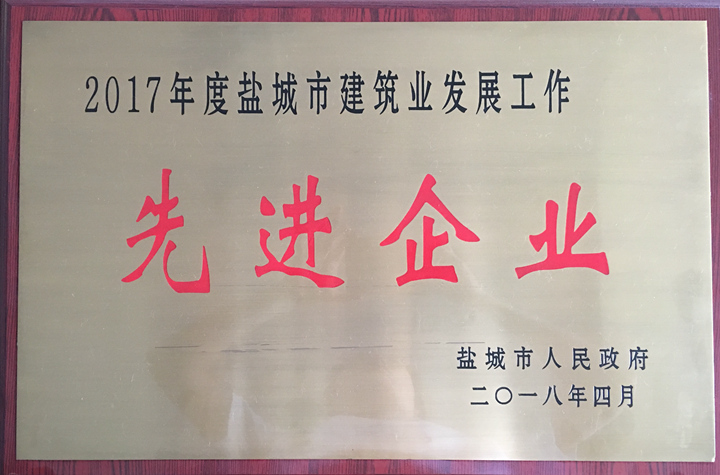 2017年度盐城市建筑业发展工作
先进企业
盐城市人民政府
二〇一八年四月